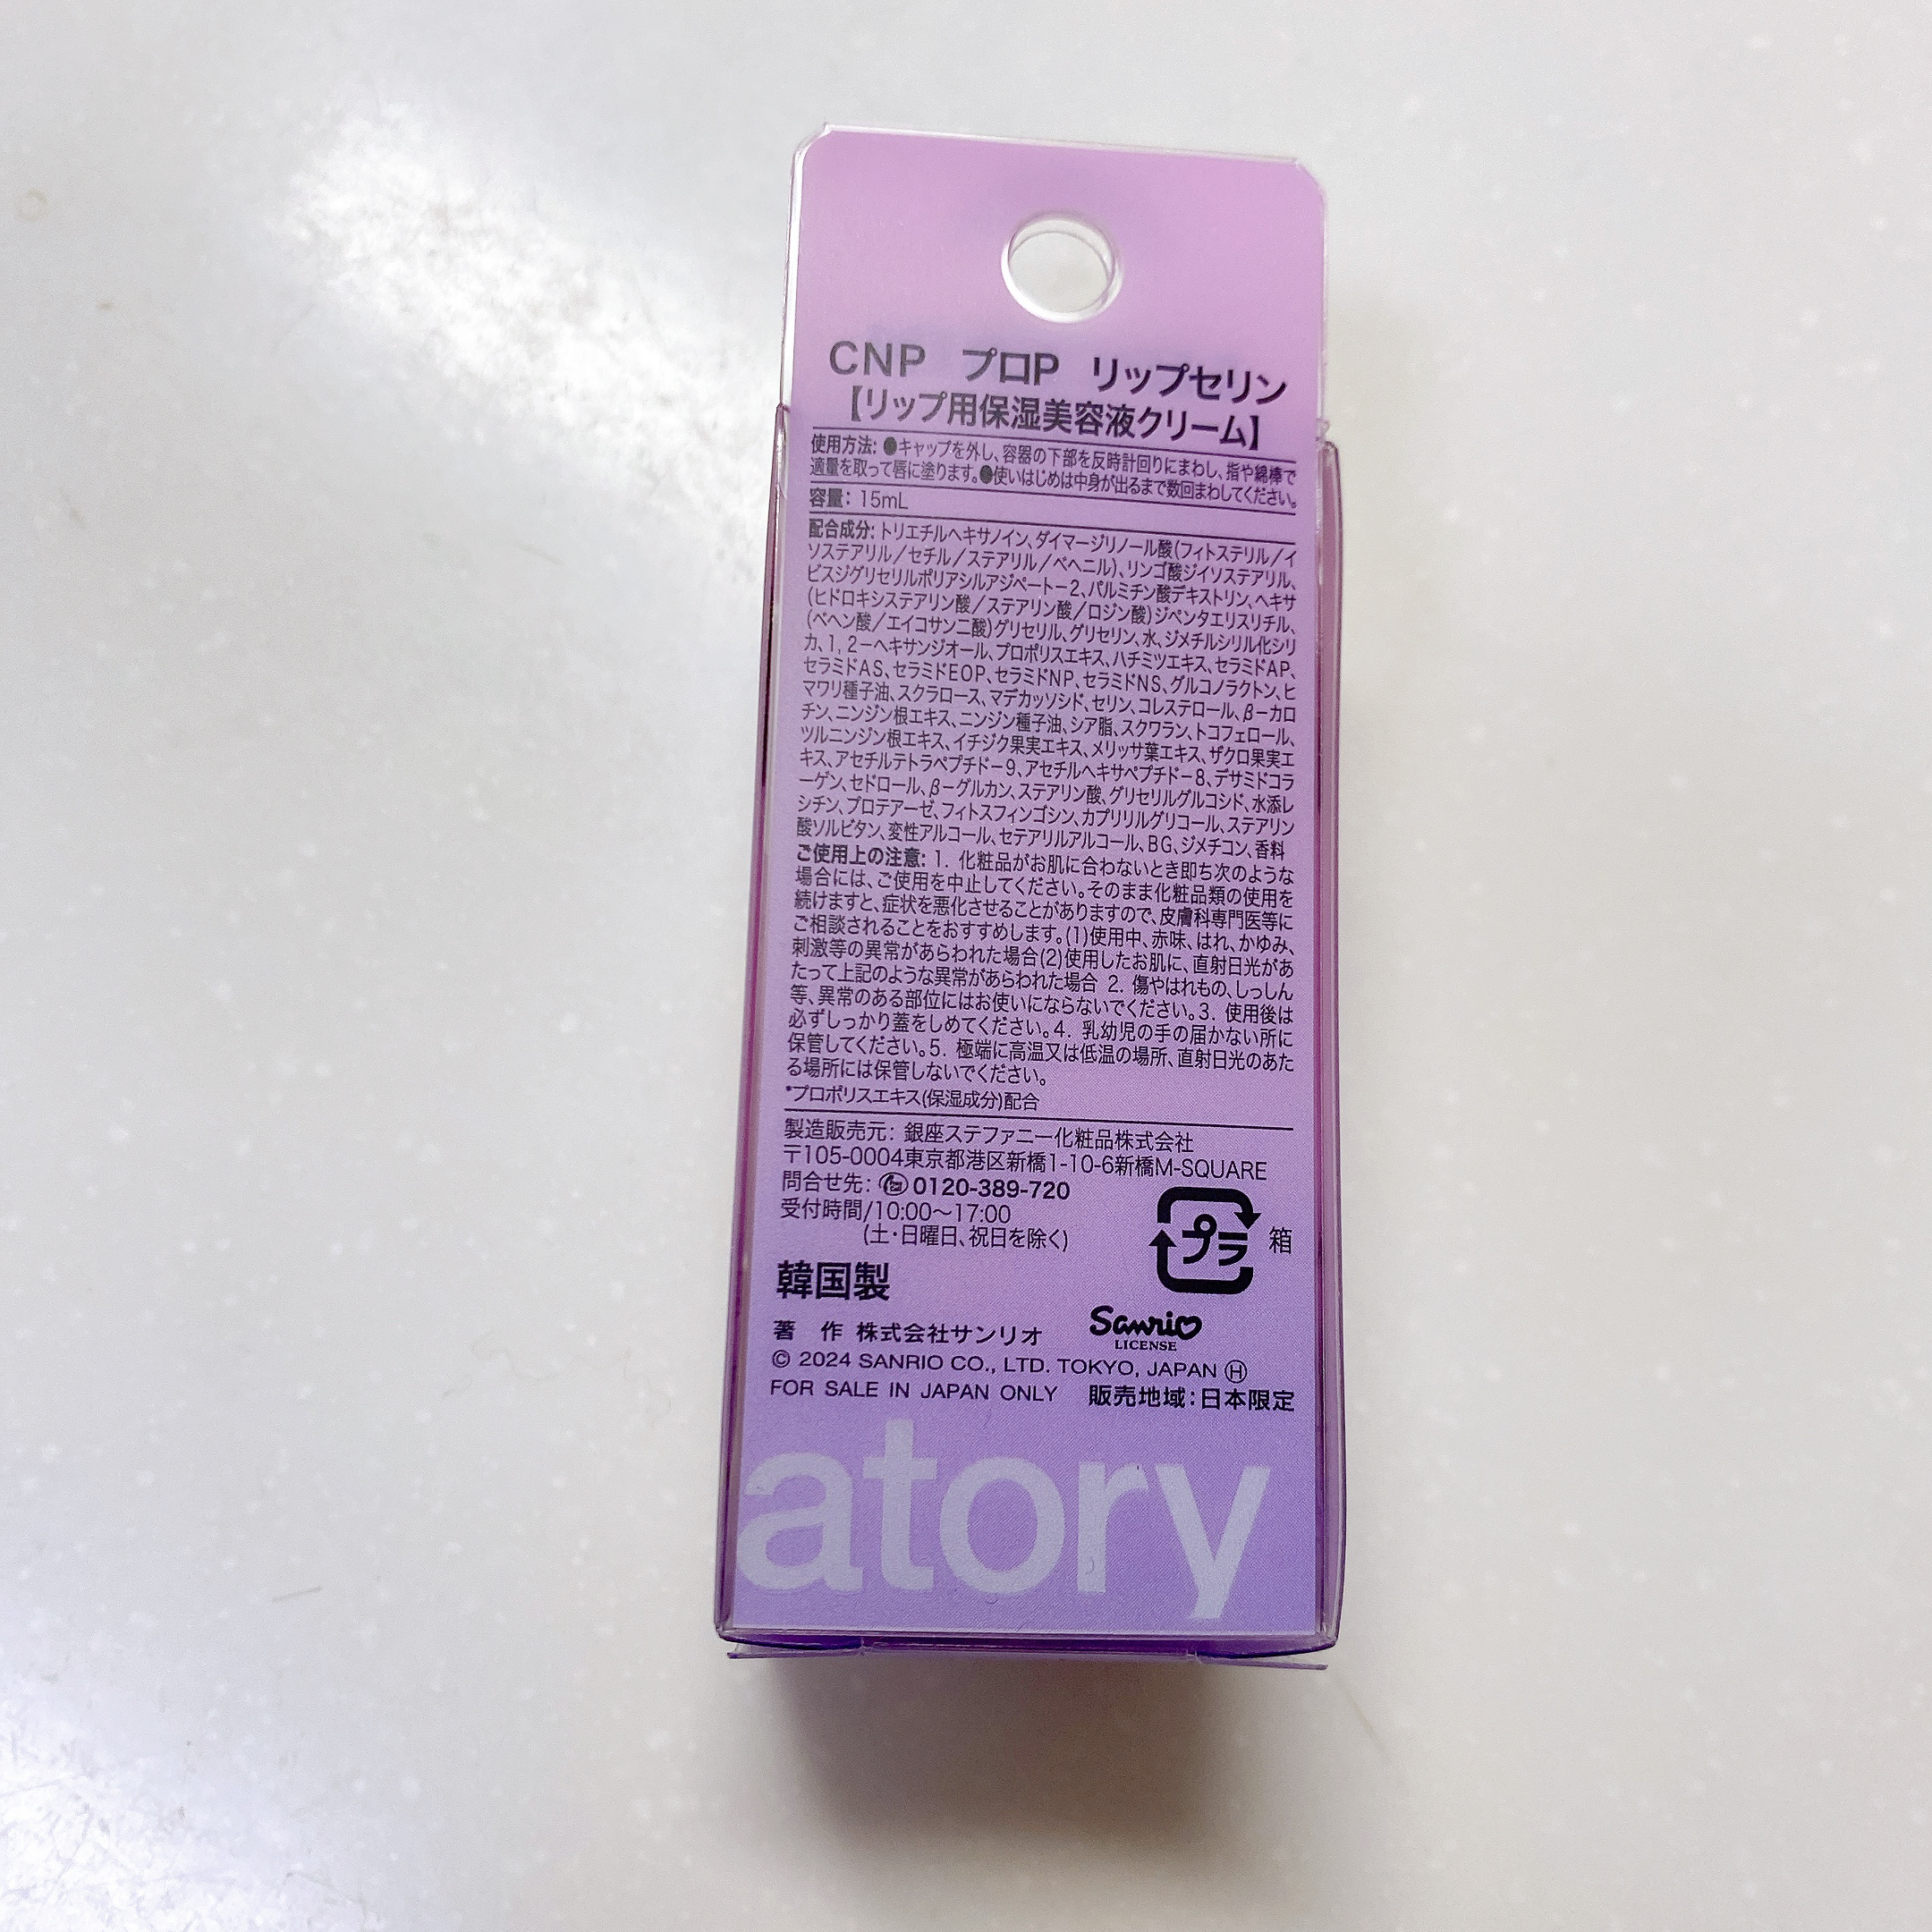 CNP プロP リップセリン
【リップ用保湿美容液クリーム】
使用方法: ●キャップを外し、容器の下部を反時計回りにまわし、指や綿棒で
適量を取って唇に塗ります。●使いはじめは中身が出るまで数回まわしてください。
容量: 15mL
配合成分: トリエチルヘキサノイン、ダイマージリノール酸(フィトステリル/イ
ソステアリル/セチル/ステアリル/ベヘニル)、リンゴ酸ジイソステアリル、
ビスジグリセリルポリアシルアジペート-2、パルミチン酸デキストリン、ヘキサ
(ヒドロキシステアリン酸/ステアリン酸/ロジン酸)ジペンタエリスリチル、
(ベヘン酸/エイコサン二酸)グリセリル、グリセリン、水、ジメチルシリル化シリ
カ、1,2-ヘキサンジオール、プロポリスエキス、ハチミツエキス、セラミドAP、
セラミドAS、セラミドEOP、セラミドNP、セラミドNS、グルコノラクトン、ヒ
マワリ種子油、スクラロース、マデカッソシド、セリン、コレステロール、β-カロ
チン、ニンジン根エキス、ニンジン種子油、シア脂、スクワラン、トコフェロール、
ツルニンジン根エキス、イチジク果実エキス、メリッサ葉エキス、ザクロ果実エ
キス、アセチルテトラペプチド-9、アセチルヘキサペプチド-8、デサミドコラ
ーゲン、セドロール、β-グルカン、ステアリン酸、グリセリルグルコシド、水添レ
シチン、プロテアーゼ、フィトスフィンゴシン、カプリリルグリコール、ステアリン
酸ソルビタン、変性アルコール、セテアリルアルコール、BG、ジメチコン、香料
ご使用上の注意: 1. 化粧品がお肌に合わないとき即ち次のような
場合には、ご使用を中止してください。そのまま化粧品類の使用を
続けますと、症状を悪化させることがありますので、皮膚科専門医等に
ご相談されることをおすすめします。(1)使用中、赤味、はれ、かゆみ、
刺激等の異常があらわれた場合(2)使用したお肌に、直射日光があ
たって上記のような異常があらわれた場合 2. 傷やはれもの、しっしん
等、異常のある部位にはお使いにならないでください。3. 使用後は
必ずしっかり蓋をしめてください。4. 乳幼児の手の届かない所に
保管してください。5. 極端に高温又は低温の場所、直射日光のあた
る場所には保管しないでください。
*プロポリスエキス(保湿成分)配合
製造販売元: 銀座ステファニー化粧品株式会社
〒105-0004東京都港区新橋1-10-6新橋M-SQUARE
問合せ先: 0120-389-720
受付時間/10:00～17:00
(土・日曜日、祝日を除く)
プラ 箱
韓国製
Sanrio
LICENSE
著 作 株式会社サンリオ
© 2024 SANRIO CO., LTD. TOKYO, JAPAN Ⓗ
FOR SALE IN JAPAN ONLY 販売地域:日本限定
atory